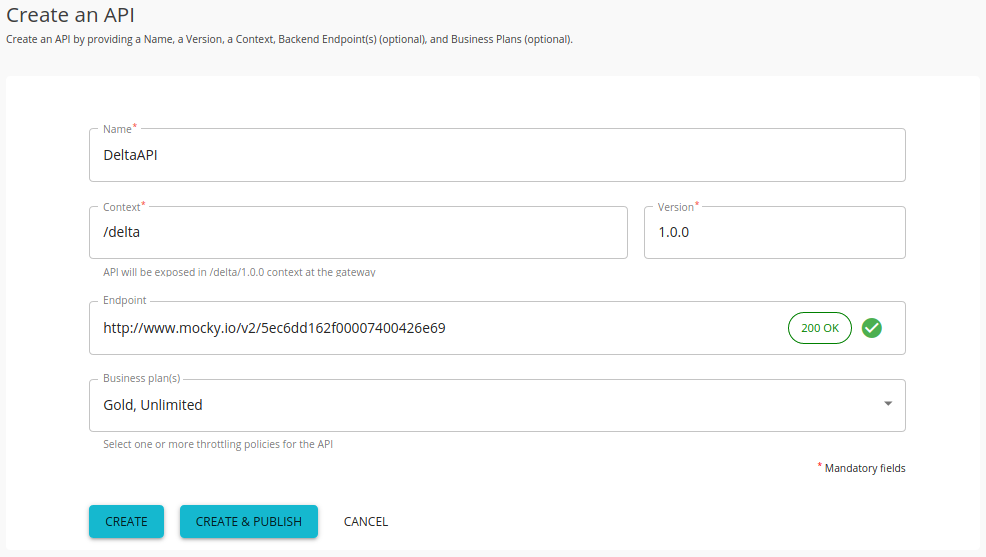 Create an API
Create an API by providing a Name, a Version, a Context, Backend Endpoint(s) (optional), and Business Plans (optional).
Name*
DeltaAPI
Context*
Version*
/delta
1.0.0
API will be exposed in /delta/1.0.0 context at the gateway
Endpoint
http://www.mocky.io/v2/5ec6dd162f00007400426e69
200 OK
Business plan(s)
Gold, Unlimited
Select one or more throttling policies for the API
* Mandatory fields
CREATE
CREATE & PUBLISH
CANCEL